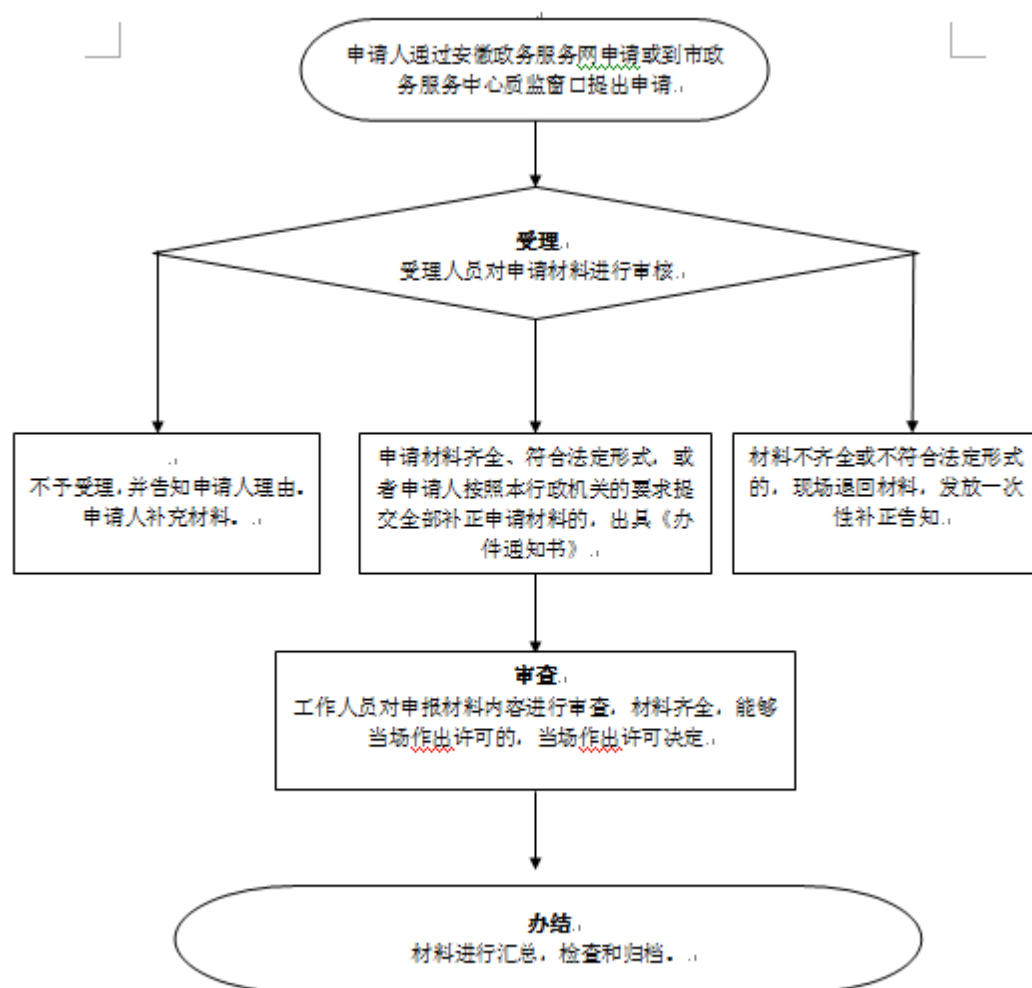 申请人通过安徽政务服务网申请或到市政
务服务中心质监窗口提出申请
受理
受理人员对申请材料进行审核
不予受理,并告知申请人理由。
申请人补充材料。
申请材料齐全、符合法定形式，或
者申请人按照本行政机关的要求提
交全部补正申请材料的，出具《办
件通知书》
材料不齐全或不符合法定形式
的，现场退回材料，发放一次
性补正告知
审查
工作人员对申报材料内容进行审查，材料齐全，能够
当场作出许可的，当场作出许可决定
办结
材料进行汇总，检查和归档。